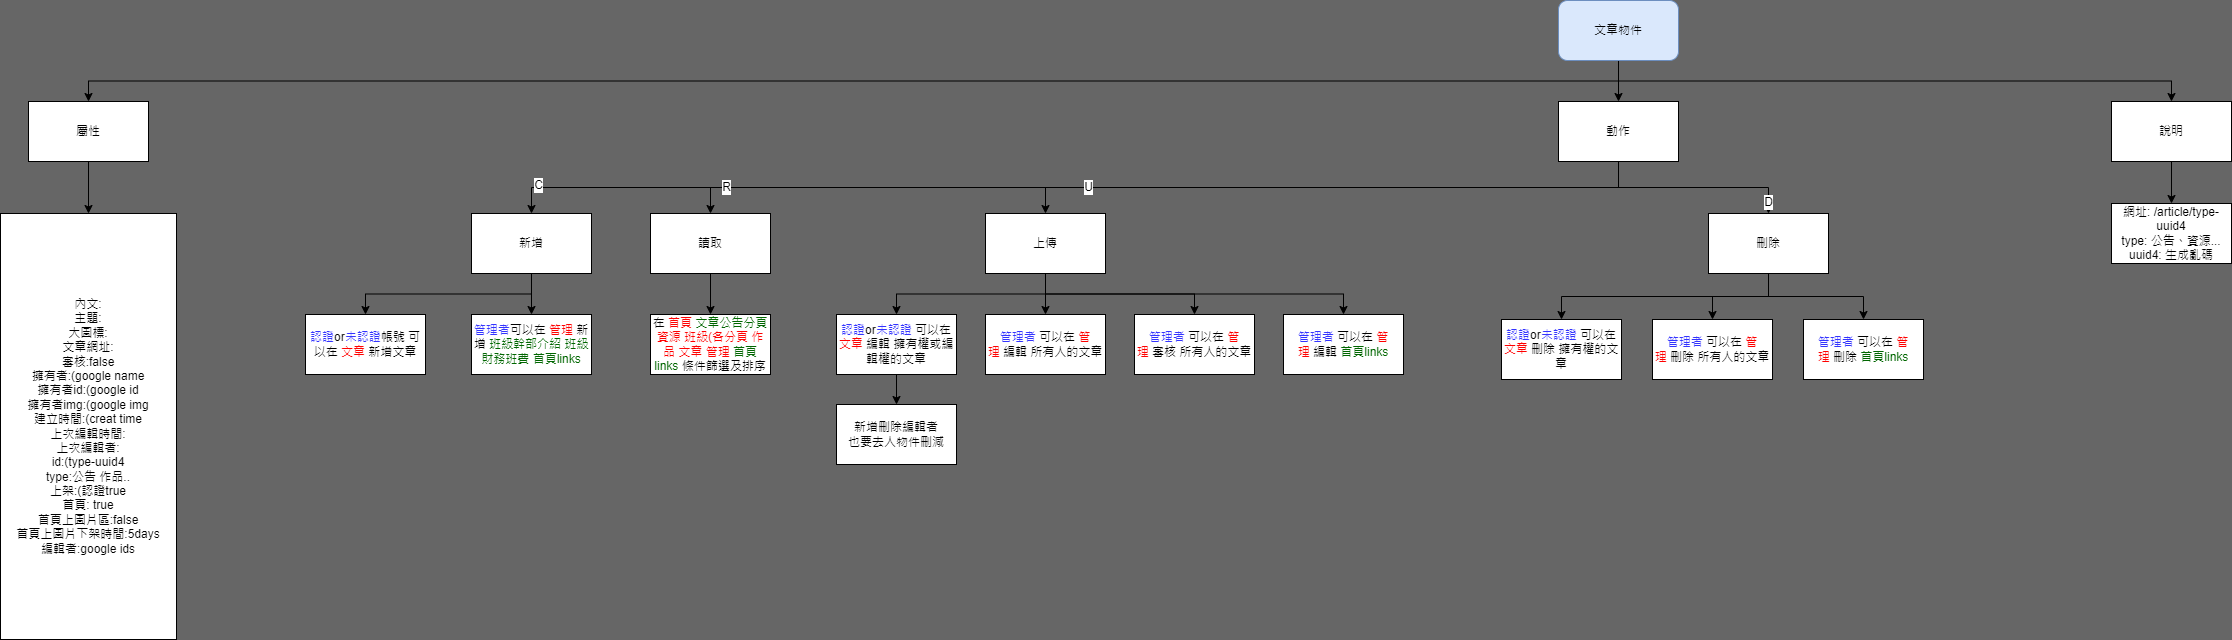 文章物件
屬性
動作
說明
C
R
U
D
新增
讀取
上傳
刪除
網址: /article/type-
uuid4
type: 公告、資源...
uuid4: 生成亂碼
內文:
主題:
大圖標:
文章網址:
審核:false
擁有者:(google name
擁有者id:(google id
擁有者img:(google img
建立時間:(creat time
上次編輯時間:
上次編輯者:
id:(type-uuid4
type:公告 作品..
上架:(認證true
首頁: true
首頁上圖片區:false
首頁上圖片下架時間:5days
編輯者:google ids
認證or未認證帳號 可
以在 文章 新增文章
管理者可以在 管理 新
增 班級幹部介紹 班級
財務班費 首頁links
在 首頁 文章公告分頁
資源 班級(各分頁 作
品 文章 管理 首頁
links 條件篩選及排序
認證or未認證 可以在
文章 編輯 擁有權或編
輯權的文章
管理者 可以在 管
理 編輯 所有人的文章
管理者 可以在 管
理 審核 所有人的文章
管理者 可以在 管
理 編輯 首頁links
認證or未認證 可以在
文章 刪除 擁有權的文
章
管理者 可以在 管
理 刪除 所有人的文章
管理者 可以在 管
理 刪除 首頁links
新增刪除編輯者
也要去人物件刪減